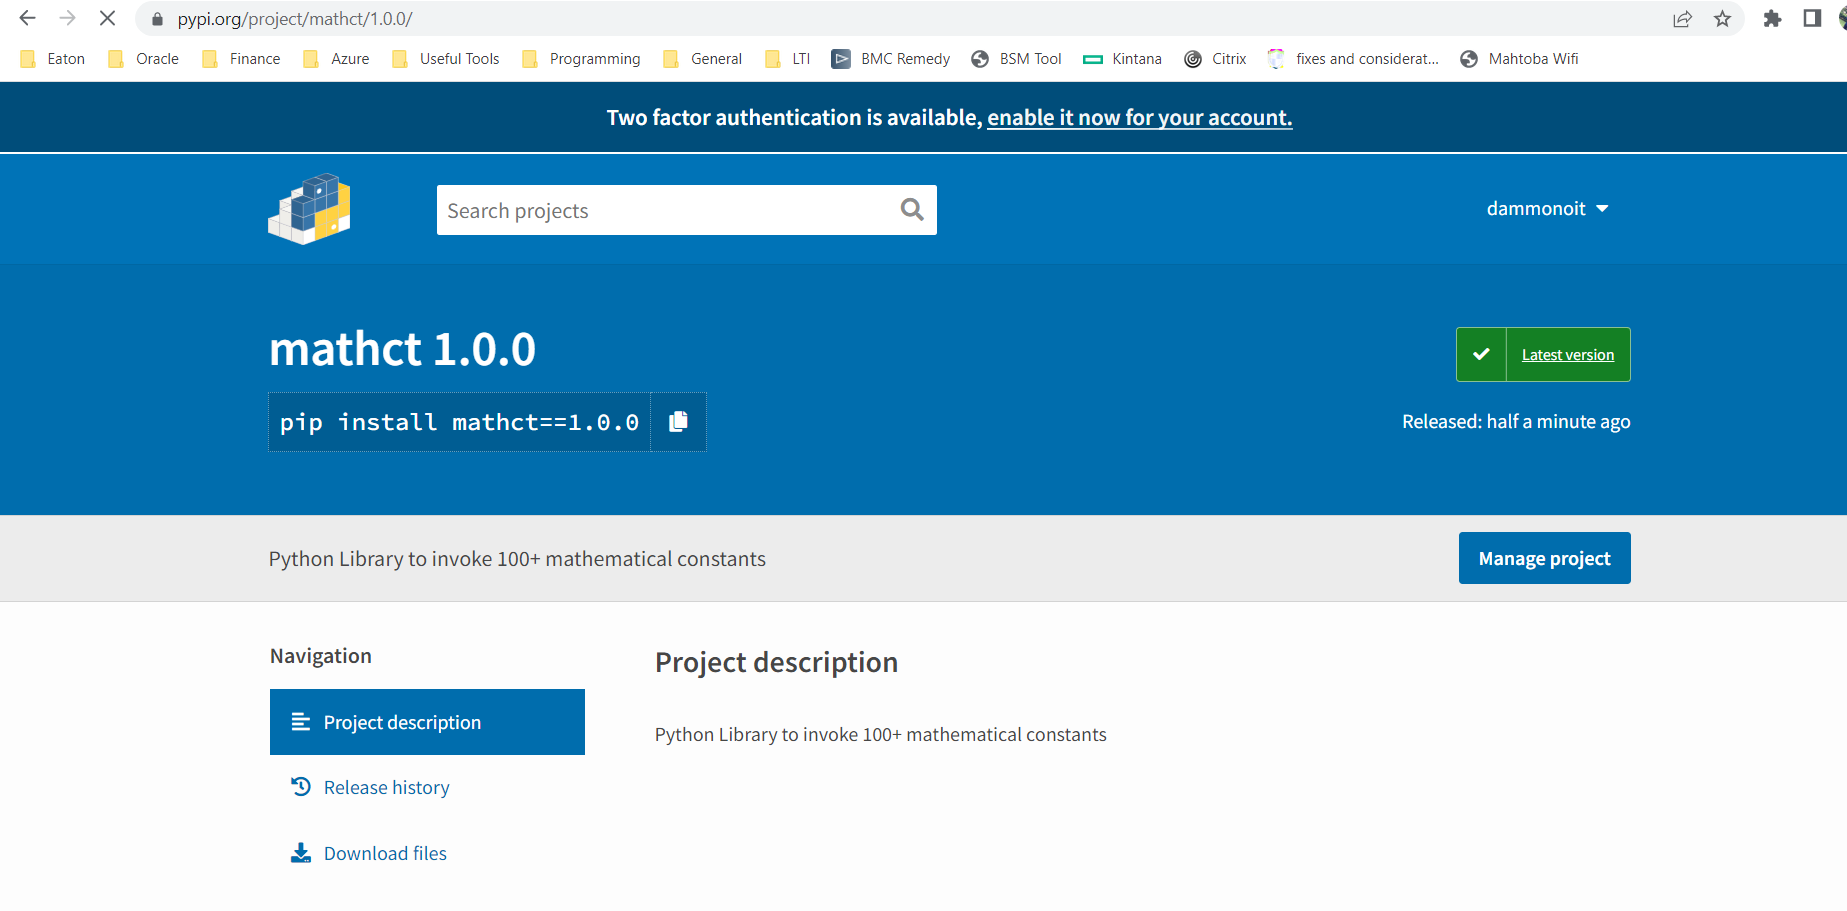 pypi.org/project/mathct/1.0.0/
Eaton Oracle Finance Azure Useful Tools Programming General LTI BMC Remedy BSM Tool Kintana Citrix fixes and considerat... Mahtoba Wifi
Two factor authentication is available, enable it now for your account.
Search projects
dammonoit
mathct 1.0.0
Latest version
pip install mathct==1.0.0
Released: half a minute ago
Python Library to invoke 100+ mathematical constants
Manage project
Navigation
Project description
Release history
Download files
Project description
Python Library to invoke 100+ mathematical constants